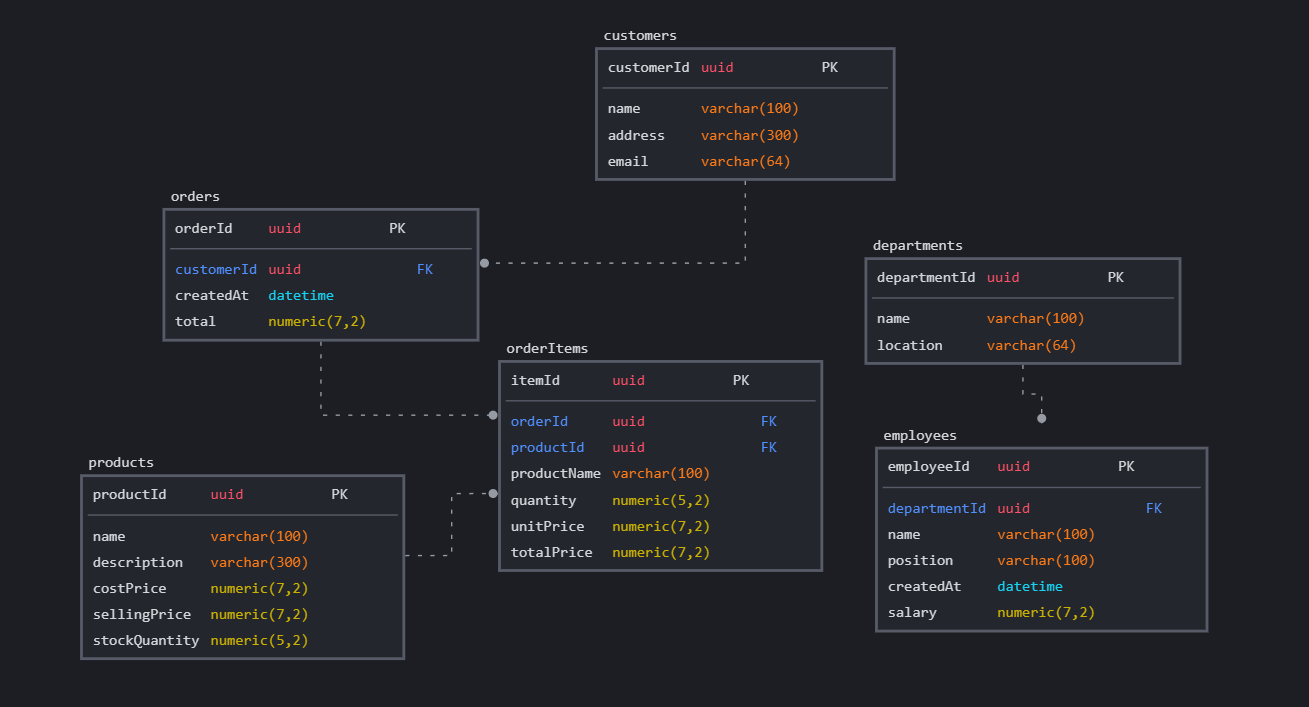 customers
customerId uuid PK
name varchar(100)
address varchar(300)
email varchar(64)
orders
orderId uuid PK
customerId uuid FK
createdAt datetime
total numeric(7,2)
departments
departmentId uuid PK
name varchar(100)
location varchar(64)
orderItems
itemId uuid PK
orderId uuid FK
productId uuid FK
productName varchar(100)
quantity numeric(5,2)
unitPrice numeric(7,2)
totalPrice numeric(7,2)
employees
employeeId uuid PK
departmentId uuid FK
name varchar(100)
position varchar(100)
createdAt datetime
salary numeric(7,2)
products
productId uuid PK
name varchar(100)
description varchar(300)
costPrice numeric(7,2)
sellingPrice numeric(7,2)
stockQuantity numeric(5,2)